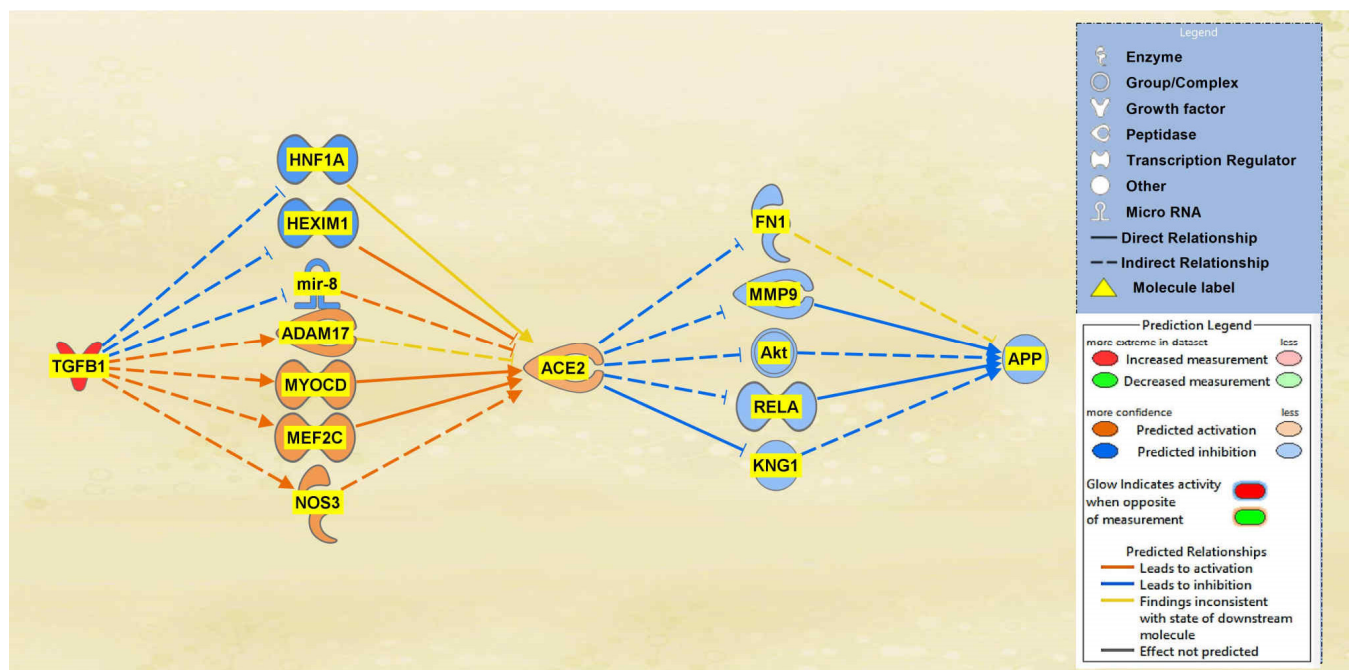 HNF1A
HEXIM1
mir-8
ADAM17
TGFB1
MYOCD
MEF2C
NOS3
ACE2
FN1
MMP9
Akt
RELA
KNG1
APP
Legend
Enzyme
Group/Complex
Growth factor
Peptidase
Transcription Regulator
Other
Micro RNA
Direct Relationship
Indirect Relationship
Molecule label
Prediction Legend
more extreme in dataset less
Increased measurement
Decreased measurement
more confidence less
Predicted activation
Predicted inhibition
Glow Indicates activity
when opposite
of measurement
Predicted Relationships
Leads to activation
Leads to inhibition
Findings inconsistent
with state of downstream
molecule
Effect not predicted